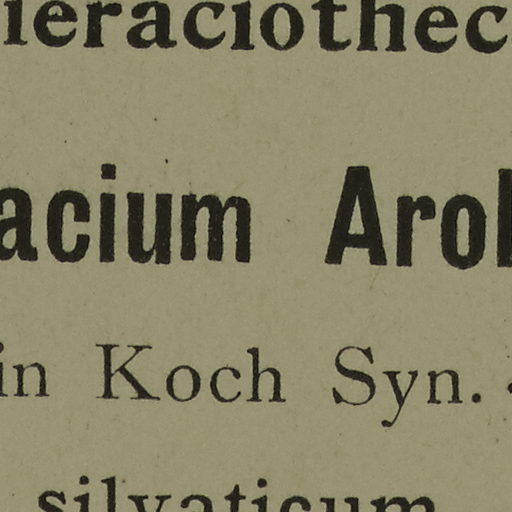 ieraciothec
acium Arol
in Koch Syn.
silvaticum